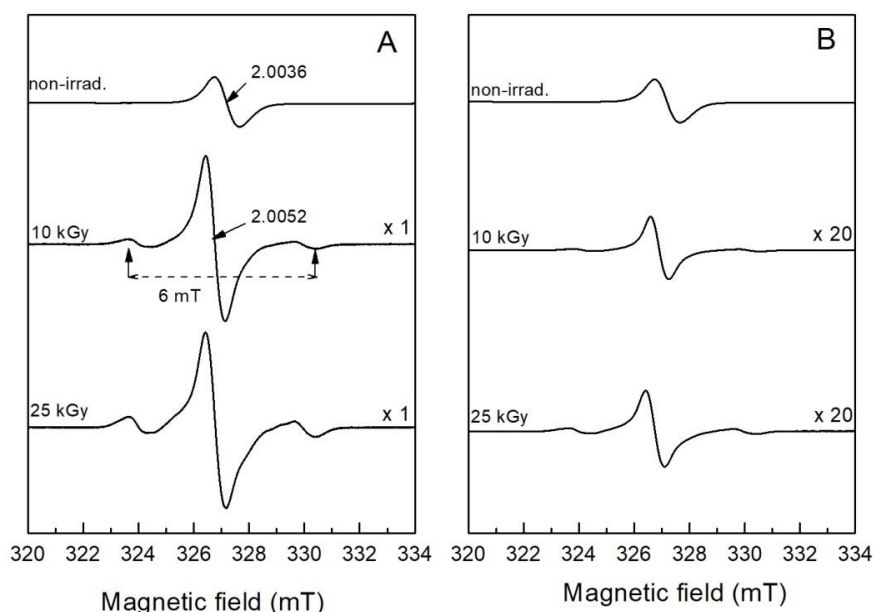 A
non-irrad.
2.0036
10 kGy
2.0052
x 1
6 mT
25 kGy
x 1
320 322 324 326 328 330 332 334
Magnetic field (mT)
B
non-irrad.
10 kGy
x 20
25 kGy
x 20
320 322 324 326 328 330 332 334
Magnetic field (mT)